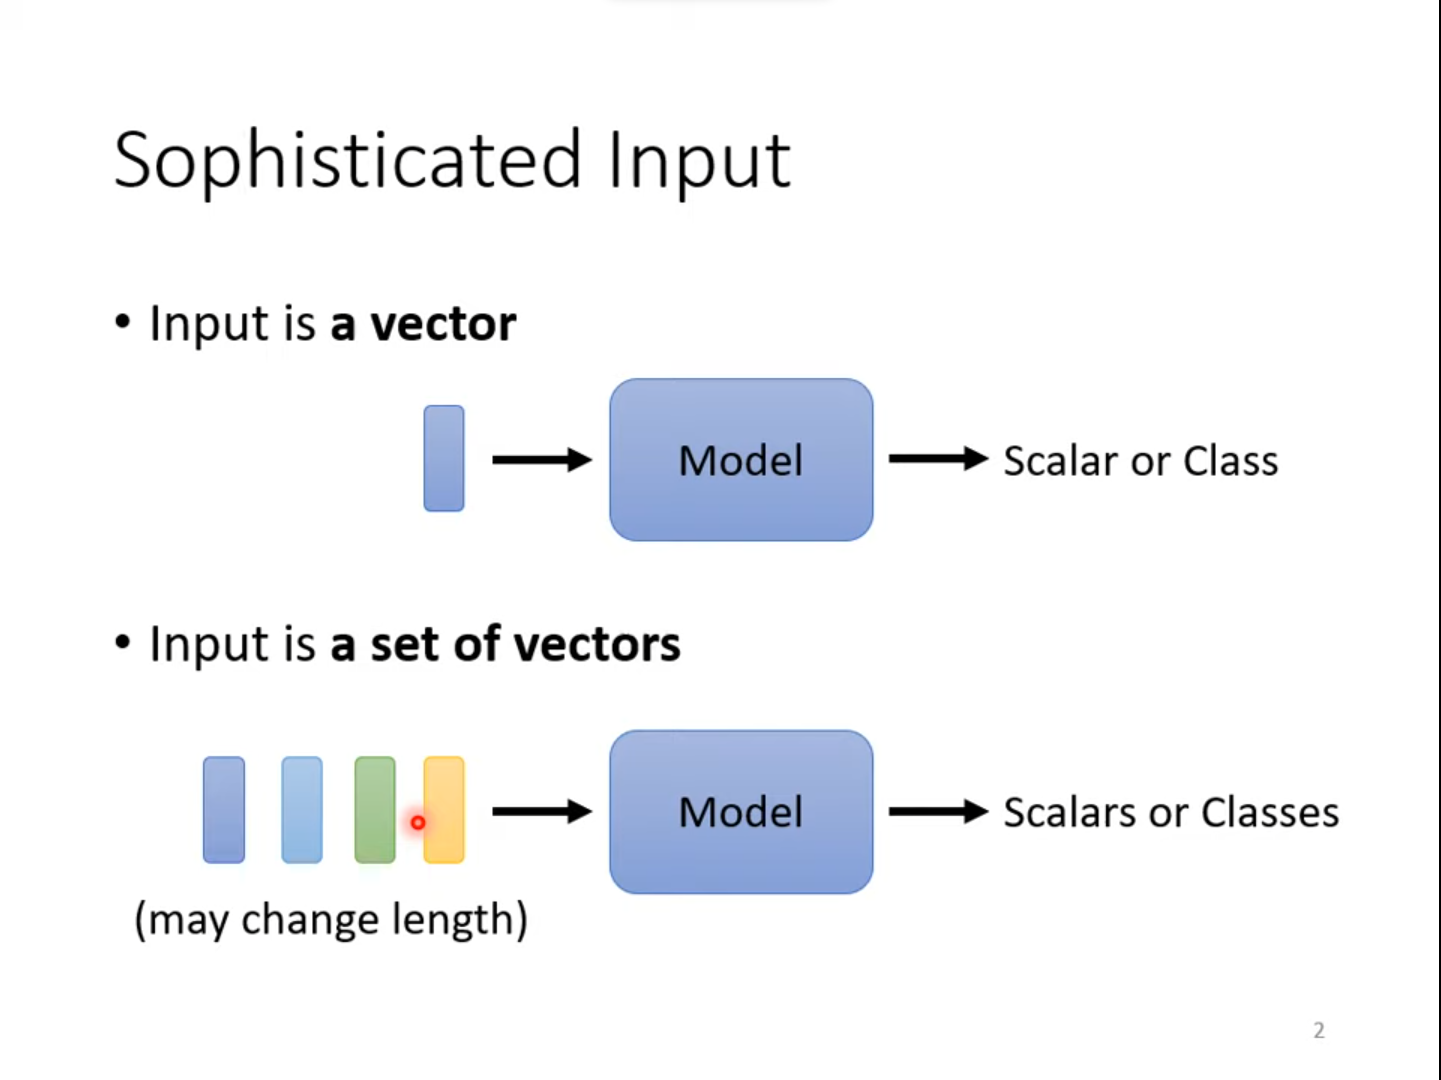 Sophisticated Input
• Input is a vector
Model
Scalar or Class
• Input is a set of vectors
Model
Scalars or Classes
(may change length)
2